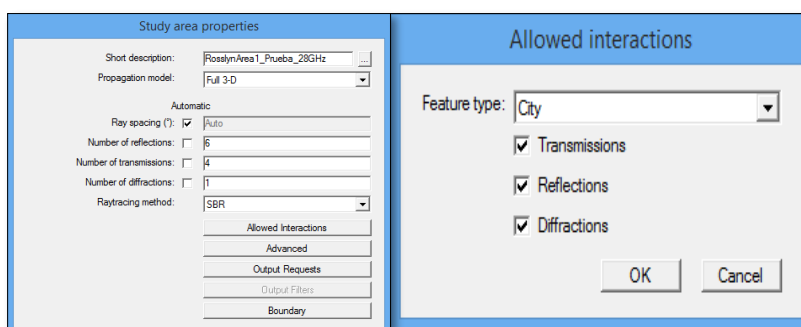 Study area properties
Short description: RosslynArea1_Prueba_28GHz ...
Propagation model: Full 3-D
Automatic
Ray spacing (°): Auto
Number of reflections: 6
Number of transmissions: 4
Number of diffractions: 1
Raytracing method: SBR
Allowed Interactions
Advanced
Output Requests
Output Filters
Boundary
Allowed interactions
Feature type: City
Transmissions
Reflections
Diffractions
OK Cancel